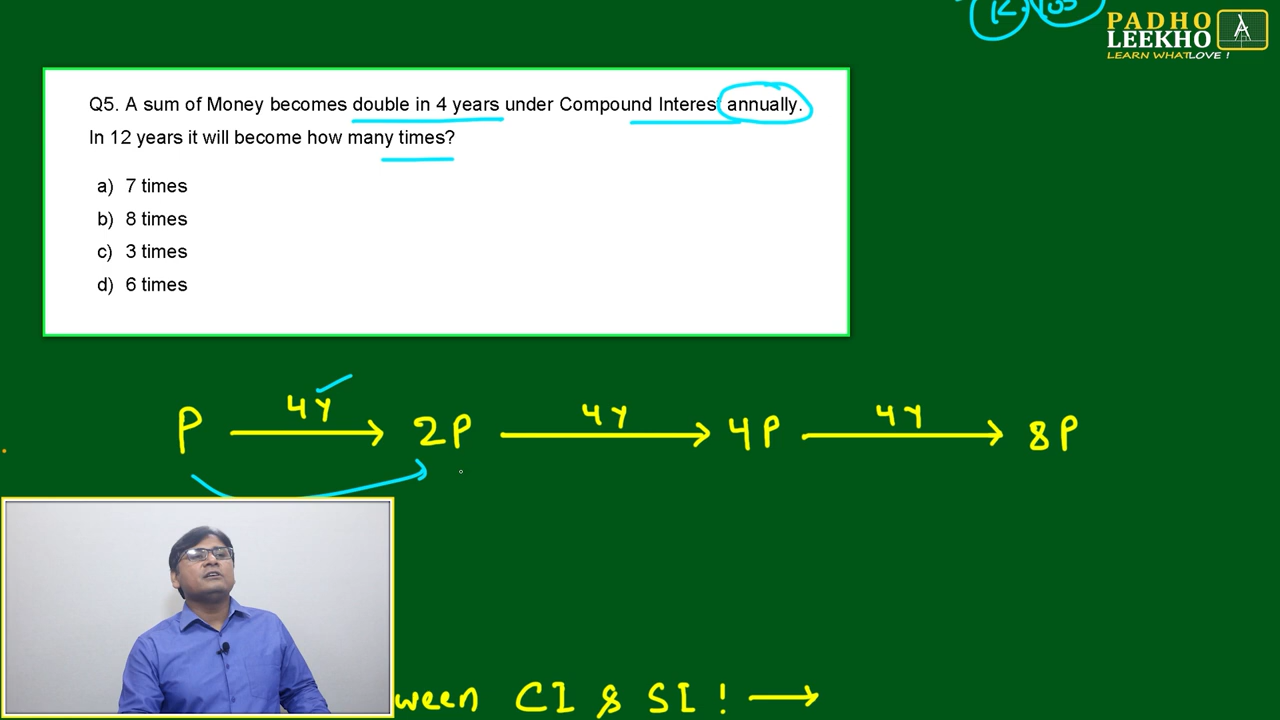 PADHO
LEEKHO
LEARN WHAT LOVE !
Q5. A sum of Money becomes double in 4 years under Compound Interes annually.
In 12 years it will become how many times?
a) 7 times
b) 8 times
c) 3 times
d) 6 times
P 4Y 2P 4Y 4P 4Y 8P
ween CI & SI !